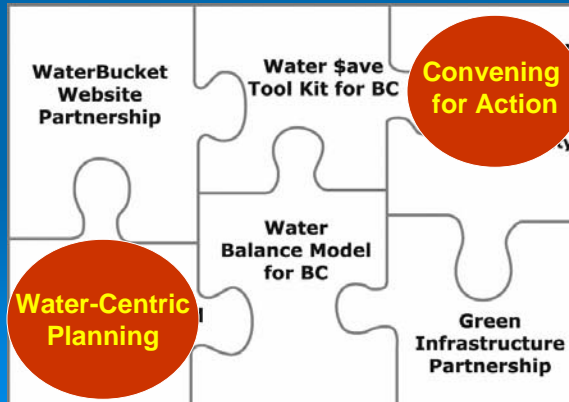 WaterBucket
Website
Partnership
Water $ave
Tool Kit for BC
Convening
for Action
Water
Balance Model
for BC
Water-Centric
Planning
Green
Infrastructure
Partnership